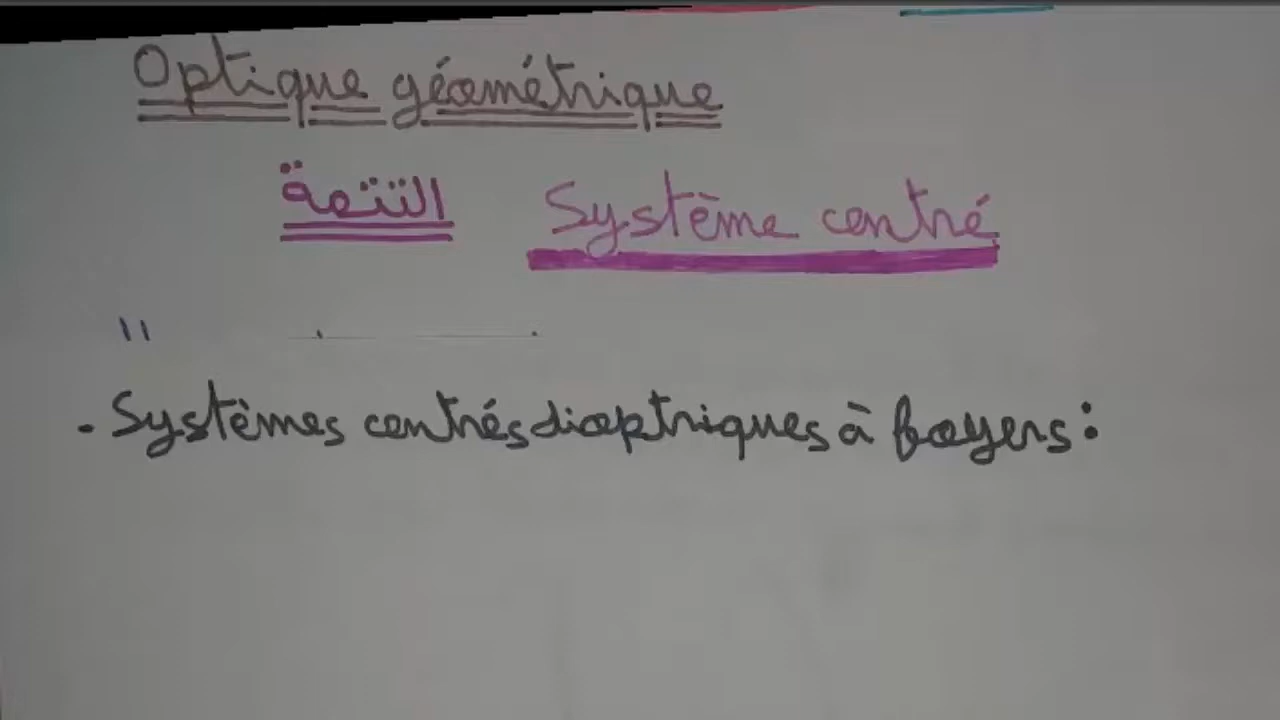 Optique géométrique
التتمة Système centré
"
. Systèmes centrés dioptriques à foyers :